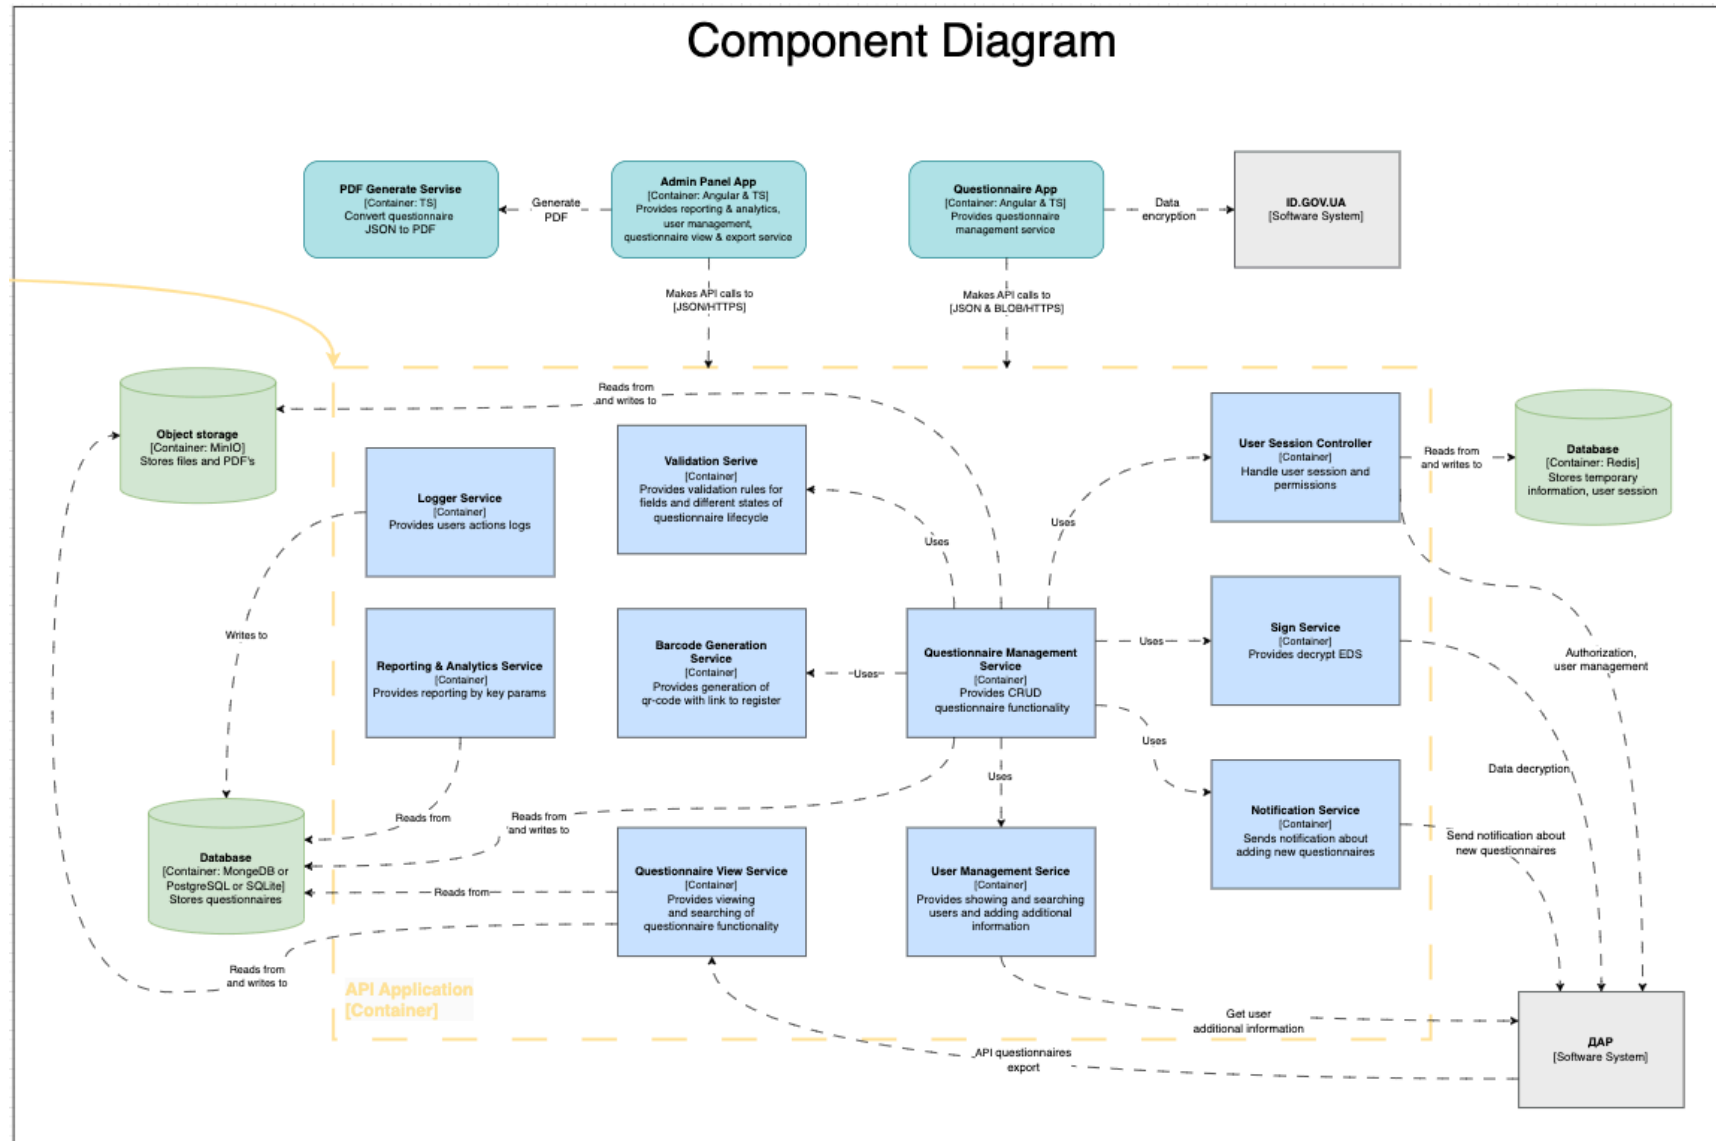 Component Diagram
PDF Generate Servise
[Container: TS]
Convert questionnaire
JSON to PDF
Generate
PDF
Admin Panel App
[Container: Angular & TS]
Provides reporting & analytics,
user management,
questionnaire view & export service
Questionnaire App
[Container: Angular & TS]
Provides questionnaire
management service
Data
encryption
ID.GOV.UA
[Software System]
Makes API calls to
[JSON/HTTPS]
Makes API calls to
[JSON & BLOB/HTTPS]
Object storage
[Container: MinIO]
Stores files and PDF's
Reads from
and writes to
Logger Service
[Container]
Provides users actions logs
Validation Serive
[Container]
Provides validation rules for
fields and different states of
questionnaire lifecycle
Uses
Uses
User Session Controller
[Container]
Handle user session and
permissions
Reads from
and writes to
Database
[Container: Redis]
Stores temporary
information, user session
Writes to
Reporting & Analytics Service
[Container]
Provides reporting by key params
Barcode Generation
Service
[Container]
Provides generation of
qr-code with link to register
Uses
Questionnaire Management
Service
[Container]
Provides CRUD
questionnaire functionality
Uses
Sign Service
[Container]
Provides decrypt EDS
Authorization,
user management
Uses
Uses
Data decryption
Notification Service
[Container]
Sends notification about
adding new questionnaires
Send notification about
new questionnaires
Reads from
Reads from
and writes to
Database
[Container: MongeDB or
PostgreSQL or SQLite]
Stores questionnaires
Reads from
Questionnaire View Service
[Container]
Provides viewing
and searching of
questionnaire functionality
User Management Serice
[Container]
Provides showing and searching
users and adding additional
information
Reads from
and writes to
API Application
[Container]
Get user
additional information
API questionnaires
export
ДАР
[Software System]